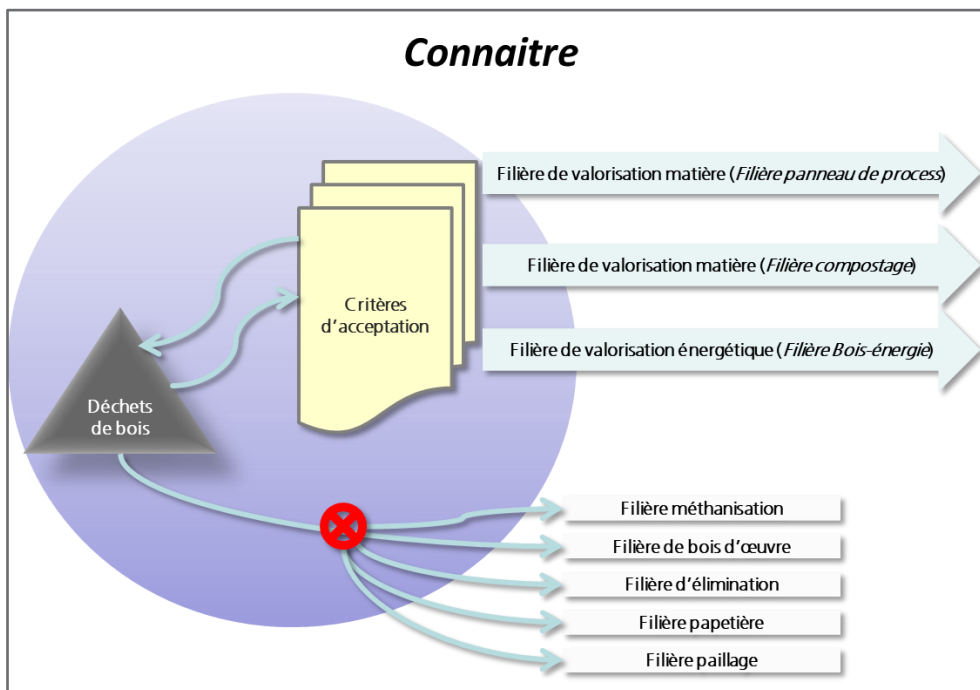 Connaitre
Filière de valorisation matière (Filière panneau de process)
Filière de valorisation matière (Filière compostage)
Critères
d'acceptation
Filière de valorisation énergétique (Filière Bois-énergie)
Déchets
de bois
Filière méthanisation
Filière de bois d'œuvre
Filière d'élimination
Filière papetière
Filière paillage